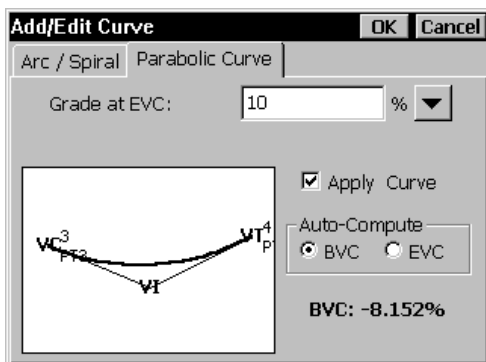 Add/Edit Curve OK Cancel
Arc / Spiral Parabolic Curve
Grade at EVC: 10 %
Apply Curve
Auto-Compute
BVC EVC
BVC: -8.152%
VC 3
PT3
VT 4
VI